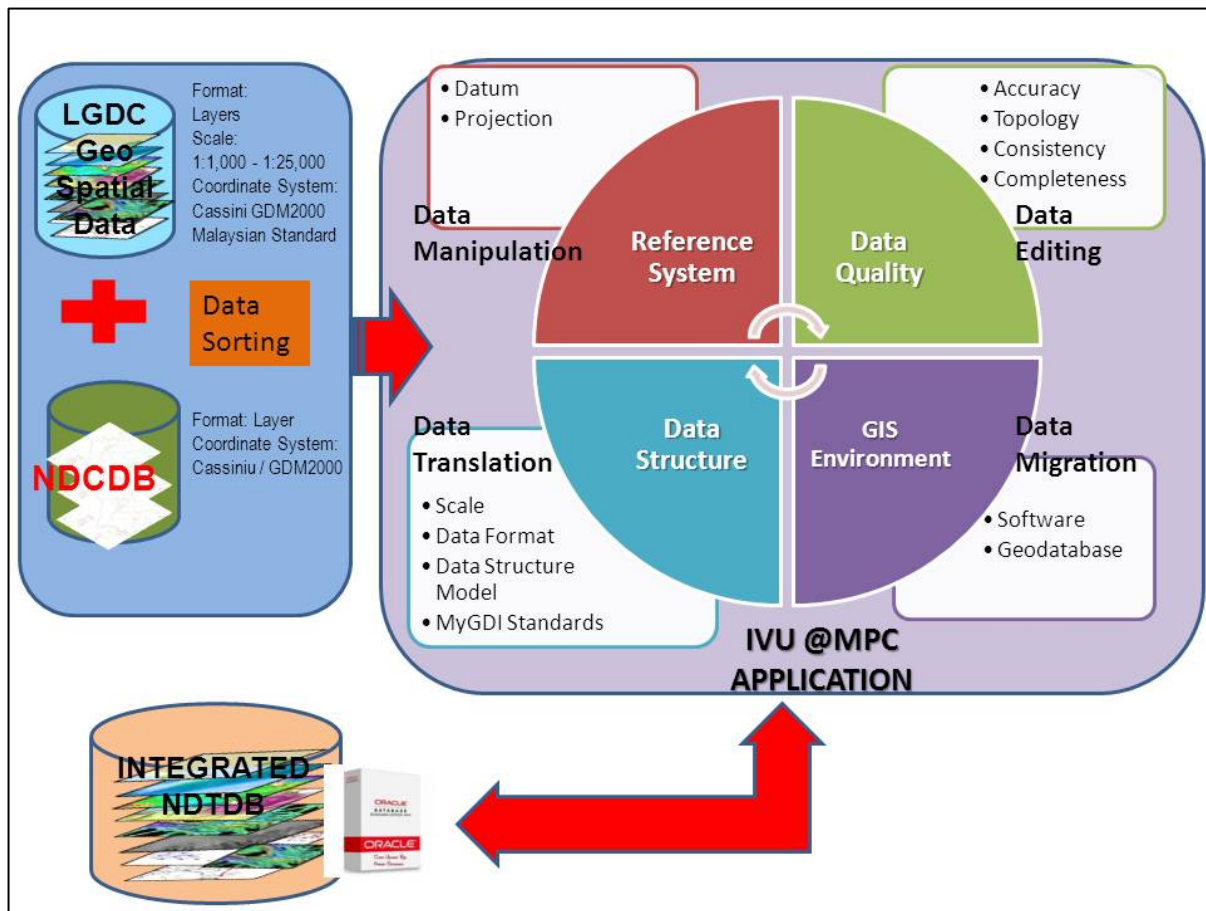 LGDC
Geo
Spatial
Data
Format:
Layers
Scale:
1:1,000 - 1:25,000
Coordinate System:
Cassini GDM2000
Malaysian Standard
Data
Sorting
NDCDB
Format: Layer
Coordinate System:
Cassiniu / GDM2000
• Datum
• Projection
Data
Manipulation
Reference
System
• Accuracy
• Topology
• Consistency
• Completeness
Data
Editing
Data
Quality
Data
Translation
• Scale
• Data Format
• Data Structure
Model
• MyGDI Standards
Data
Structure
GIS
Environment
Data
Migration
• Software
• Geodatabase
IVU @MPC
APPLICATION
INTEGRATED
NDTDB
ORACLE
DATABASE
ORACLE